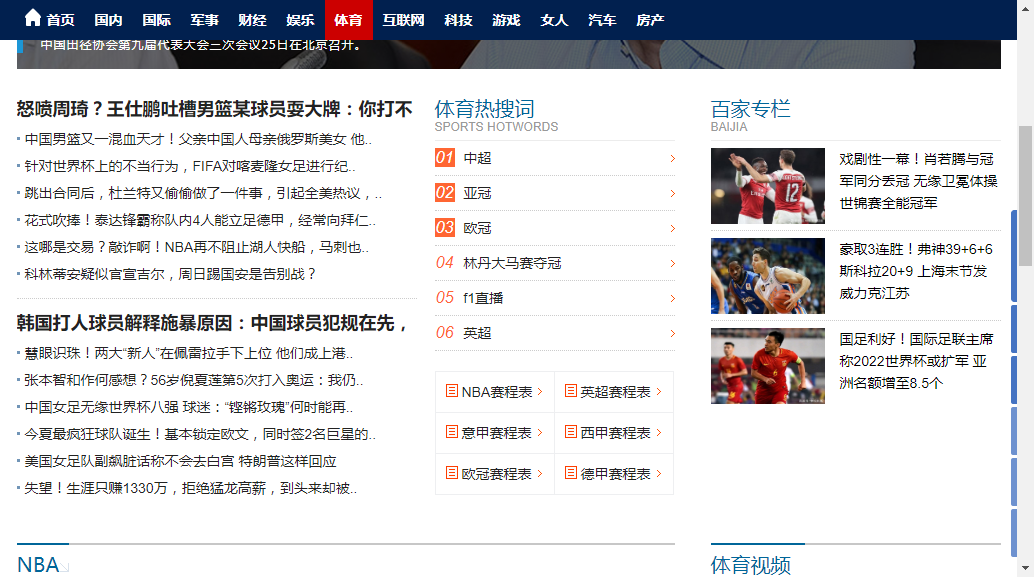 首页 国内 国际 军事 财经 娱乐 体育 互联网 科技 游戏 女人 汽车 房产
中国田径协会第九届代表大会三次会议25日在北京召开。
怒喷周琦？王仕鹏吐槽男篮某球员耍大牌：你打不
中国男篮又一混血天才！父亲中国人母亲俄罗斯美女 他..
针对世界杯上的不当行为，FIFA对喀麦隆女足进行纪..
跳出合同后，杜兰特又偷偷做了一件事，引起全美热议，..
花式吹捧！泰达锋霸称队内4人能立足德甲，经常向拜仁..
这哪是交易？敲诈啊！NBA再不阻止湖人快船，马刺也..
科林蒂安疑似官宣吉尔，周日踢国安是告别战？
韩国打人球员解释施暴原因：中国球员犯规在先，
慧眼识珠！两大“新人”在佩雷拉手下上位 他们成上港..
张本智和作何感想？56岁倪夏莲第5次打入奥运：我仍..
中国女足无缘世界杯八强 球迷：“铿锵玫瑰”何时能再..
今夏最疯狂球队诞生！基本锁定欧文，同时签2名巨星的..
美国女足队副飙脏话称不会去白宫 特朗普这样回应
失望！生涯只赚1330万，拒绝猛龙高薪，到头来却被..
体育热搜词
SPORTS HOTWORDS
01 中超
02 亚冠
03 欧冠
04 林丹大马赛夺冠
05 f1直播
06 英超
NBA赛程表 英超赛程表
意甲赛程表 西甲赛程表
欧冠赛程表 德甲赛程表
百家专栏
BAIJIA
戏剧性一幕！肖若腾与冠
军同分丢冠 无缘卫冕体操
世锦赛全能冠军
豪取3连胜！弗神39+6+6
斯科拉20+9 上海末节发
威力克江苏
国足利好！国际足联主席
称2022世界杯或扩军 亚
洲名额增至8.5个
NBA
体育视频